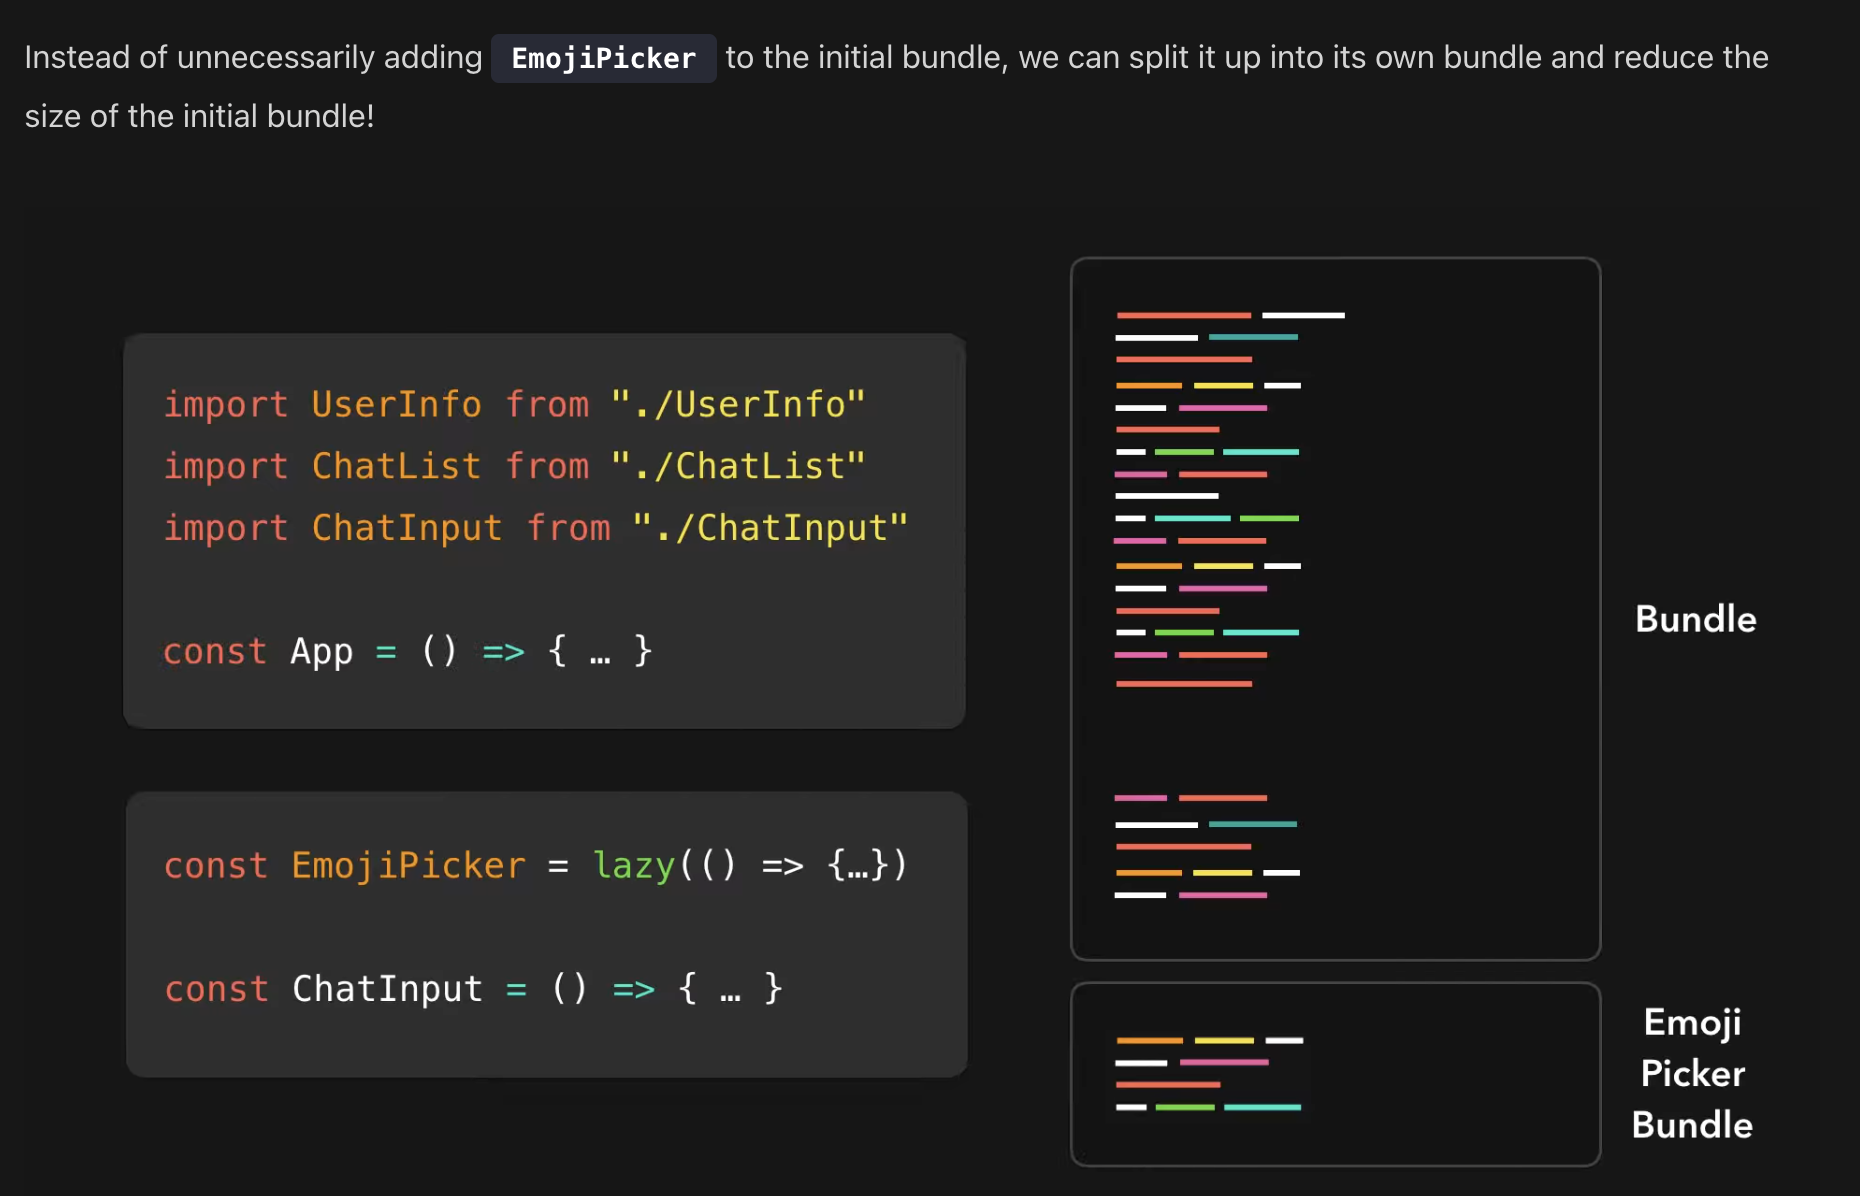 Instead of unnecessarily adding EmojiPicker to the initial bundle, we can split it up into its own bundle and reduce the
size of the initial bundle!
import UserInfo from "./UserInfo"
import ChatList from "./ChatList"
import ChatInput from "./ChatInput"
const App = () => { … }
const EmojiPicker = lazy(() => {…})
const ChatInput = () => { … }
Bundle
Emoji
Picker
Bundle